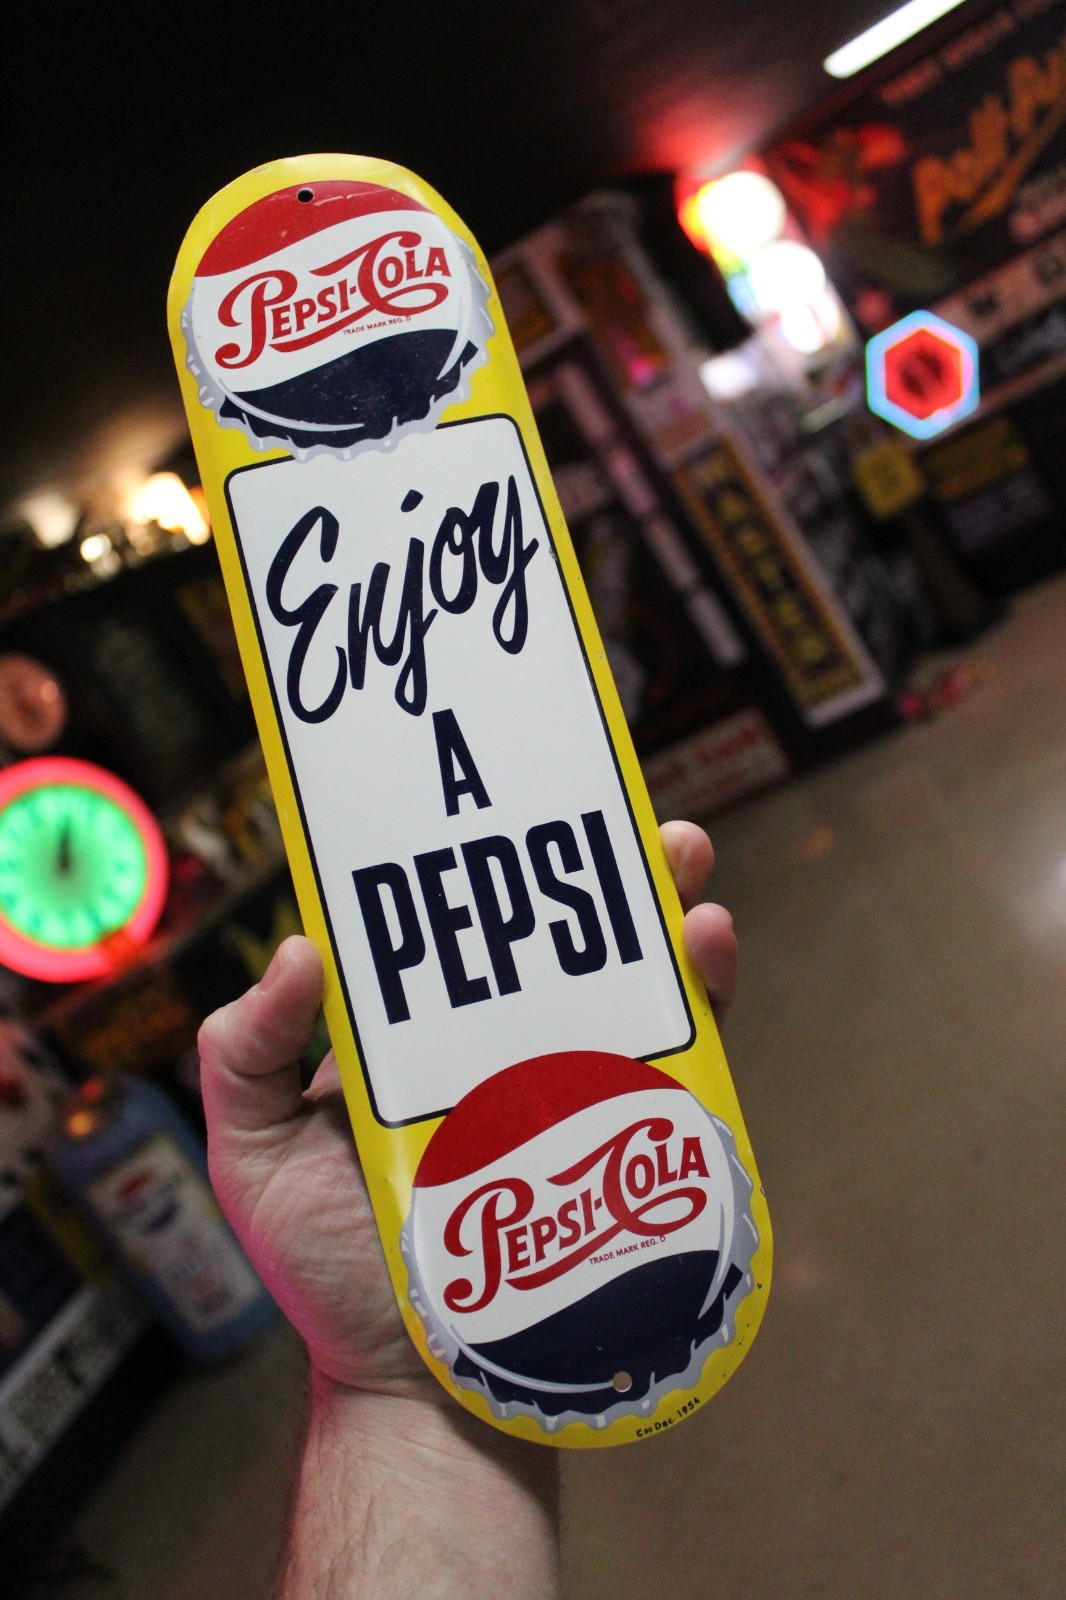 PEPSI-COLA
TRADE MARK REG. D
Enjoy
A
PEPSI
PEPSI-COLA
TRADE MARK REG. D
Dec. 1954